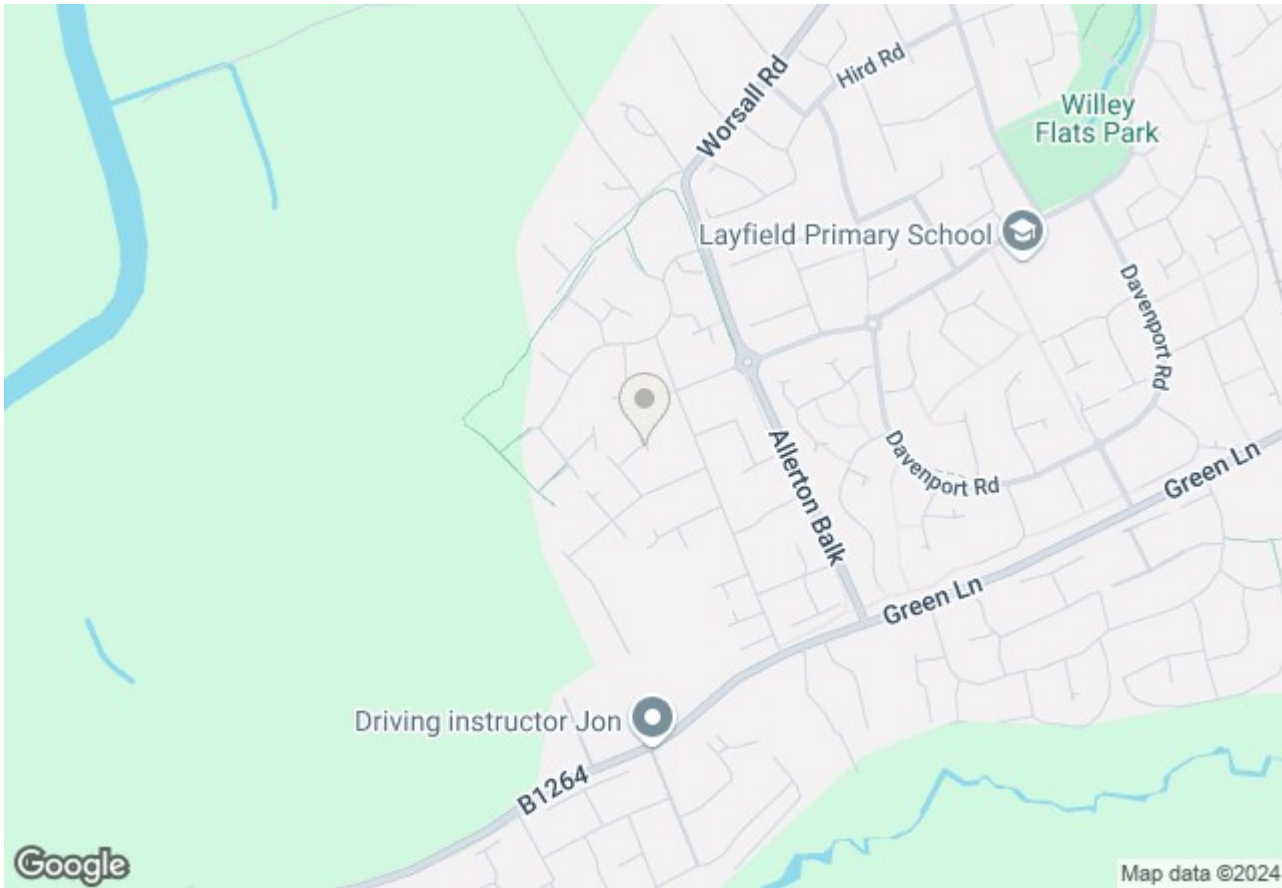 Worsall Rd
Hird Rd
Willey
Flats Park
Layfield Primary School
Davenport Rd
Allerton Balk
Davenport Rd
Green Ln
Green Ln
Driving instructor Jon
B1264
Google
Map data ©2024